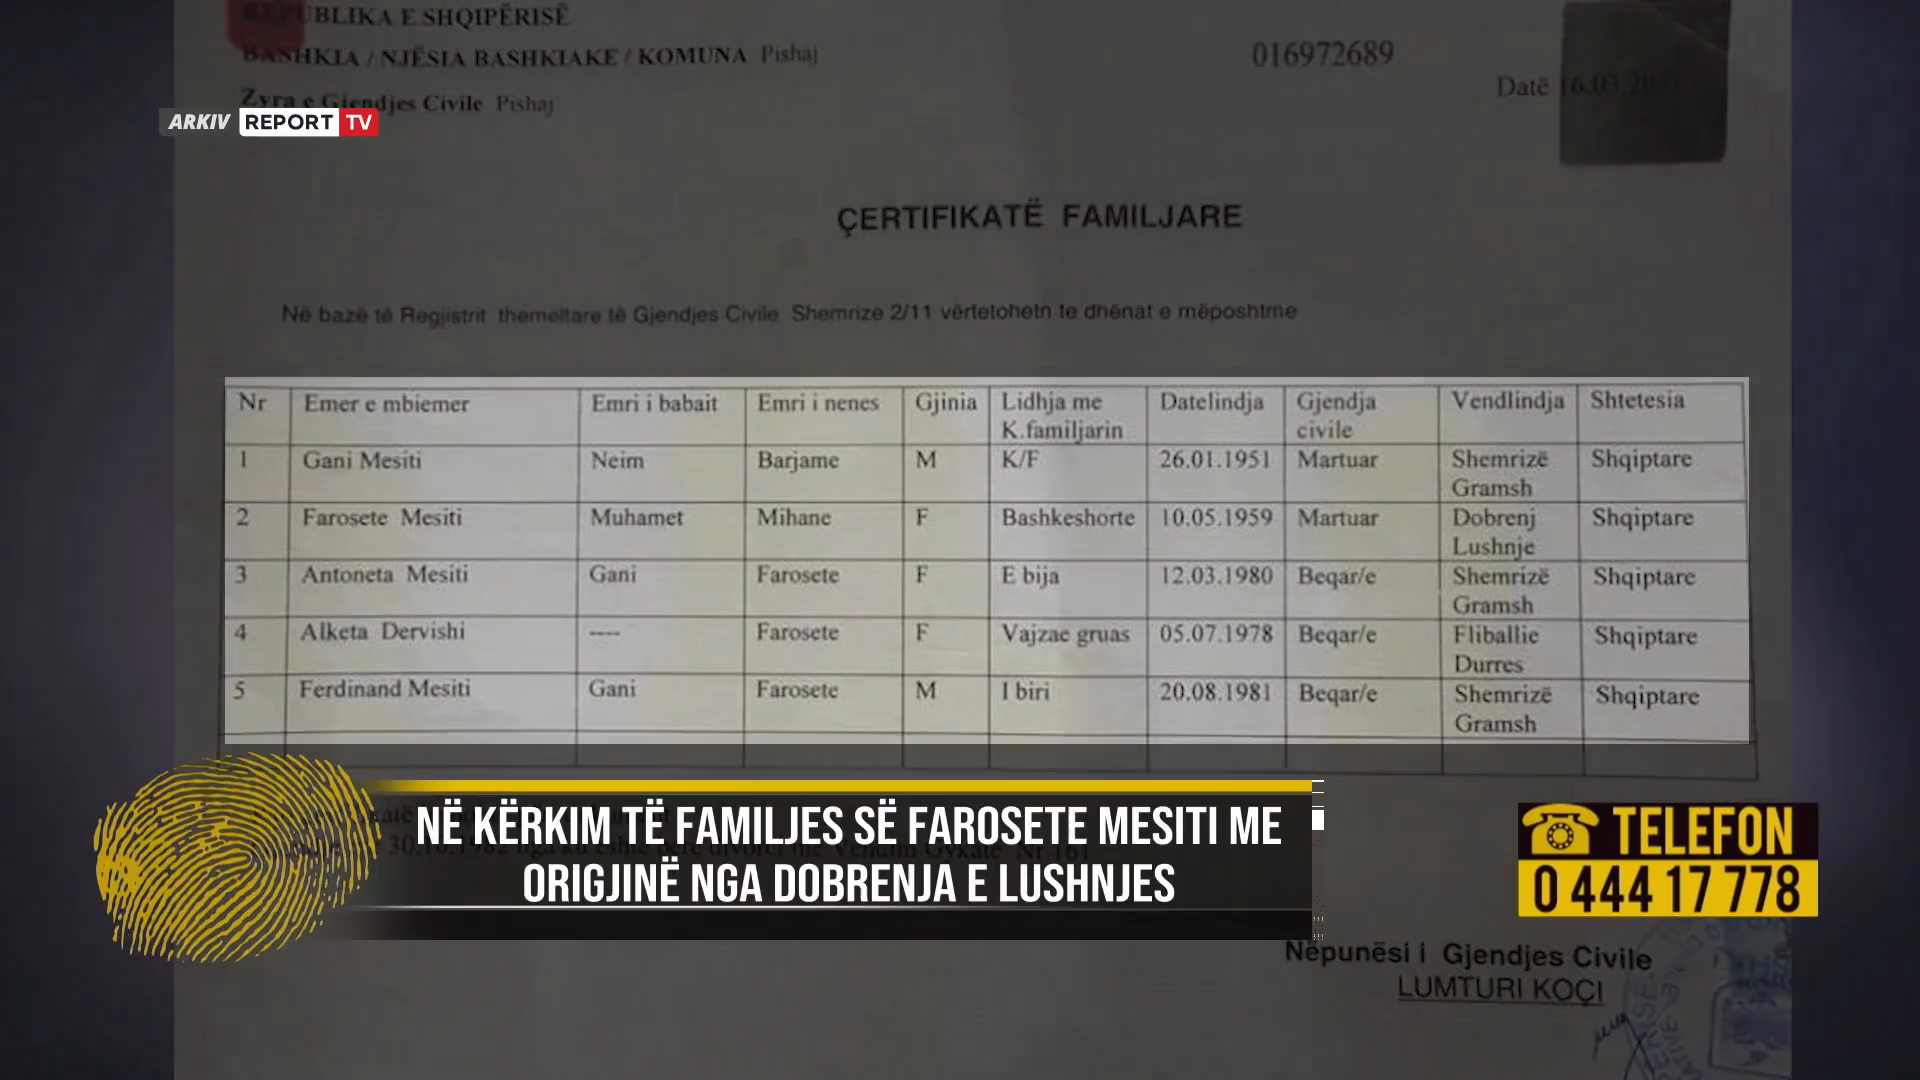 REPUBLIKA E SHQIPËRISË
BASHKIA / NJËSIA BASHKIAKE / KOMUNA Pishaj
016972689
Datë 16.03.
Zyra e Gjendjes Civile Pishaj
ARKIV REPORT TV
ÇERTIFIKATË FAMILJARE
Në bazë të Regjistrit themeltare të Gjendjes Civile Shemrize 2/11 vërtetohetn te dhënat e mëposhtme
Nr Emer e mbiemer Emri i babait Emri i nenes Gjinia Lidhja me K.familjarin Datelindja Gjendja civile Vendlindja Shtetesia
1 Gani Mesiti Neim Barjame M K/F 26.01.1951 Martuar Shemrizë Gramsh Shqiptare
2 Farosete Mesiti Muhamet Mihane F Bashkeshorte 10.05.1959 Martuar Dobrenj Lushnje Shqiptare
3 Antoneta Mesiti Gani Farosete F E bija 12.03.1980 Beqar/e Shemrizë Gramsh Shqiptare
4 Alketa Dervishi ---- Farosete F Vajzae gruas 05.07.1978 Beqar/e Fliballie Durres Shqiptare
5 Ferdinand Mesiti Gani Farosete M I biri 20.08.1981 Beqar/e Shemrizë Gramsh Shqiptare
NË KËRKIM TË FAMILJES SË FAROSETE MESITI ME
ORIGJINË NGA DOBRENJA E LUSHNJES
TELEFON
0 444 17 778
Nëpunësi i Gjendjes Civile
LUMTURI KOÇI